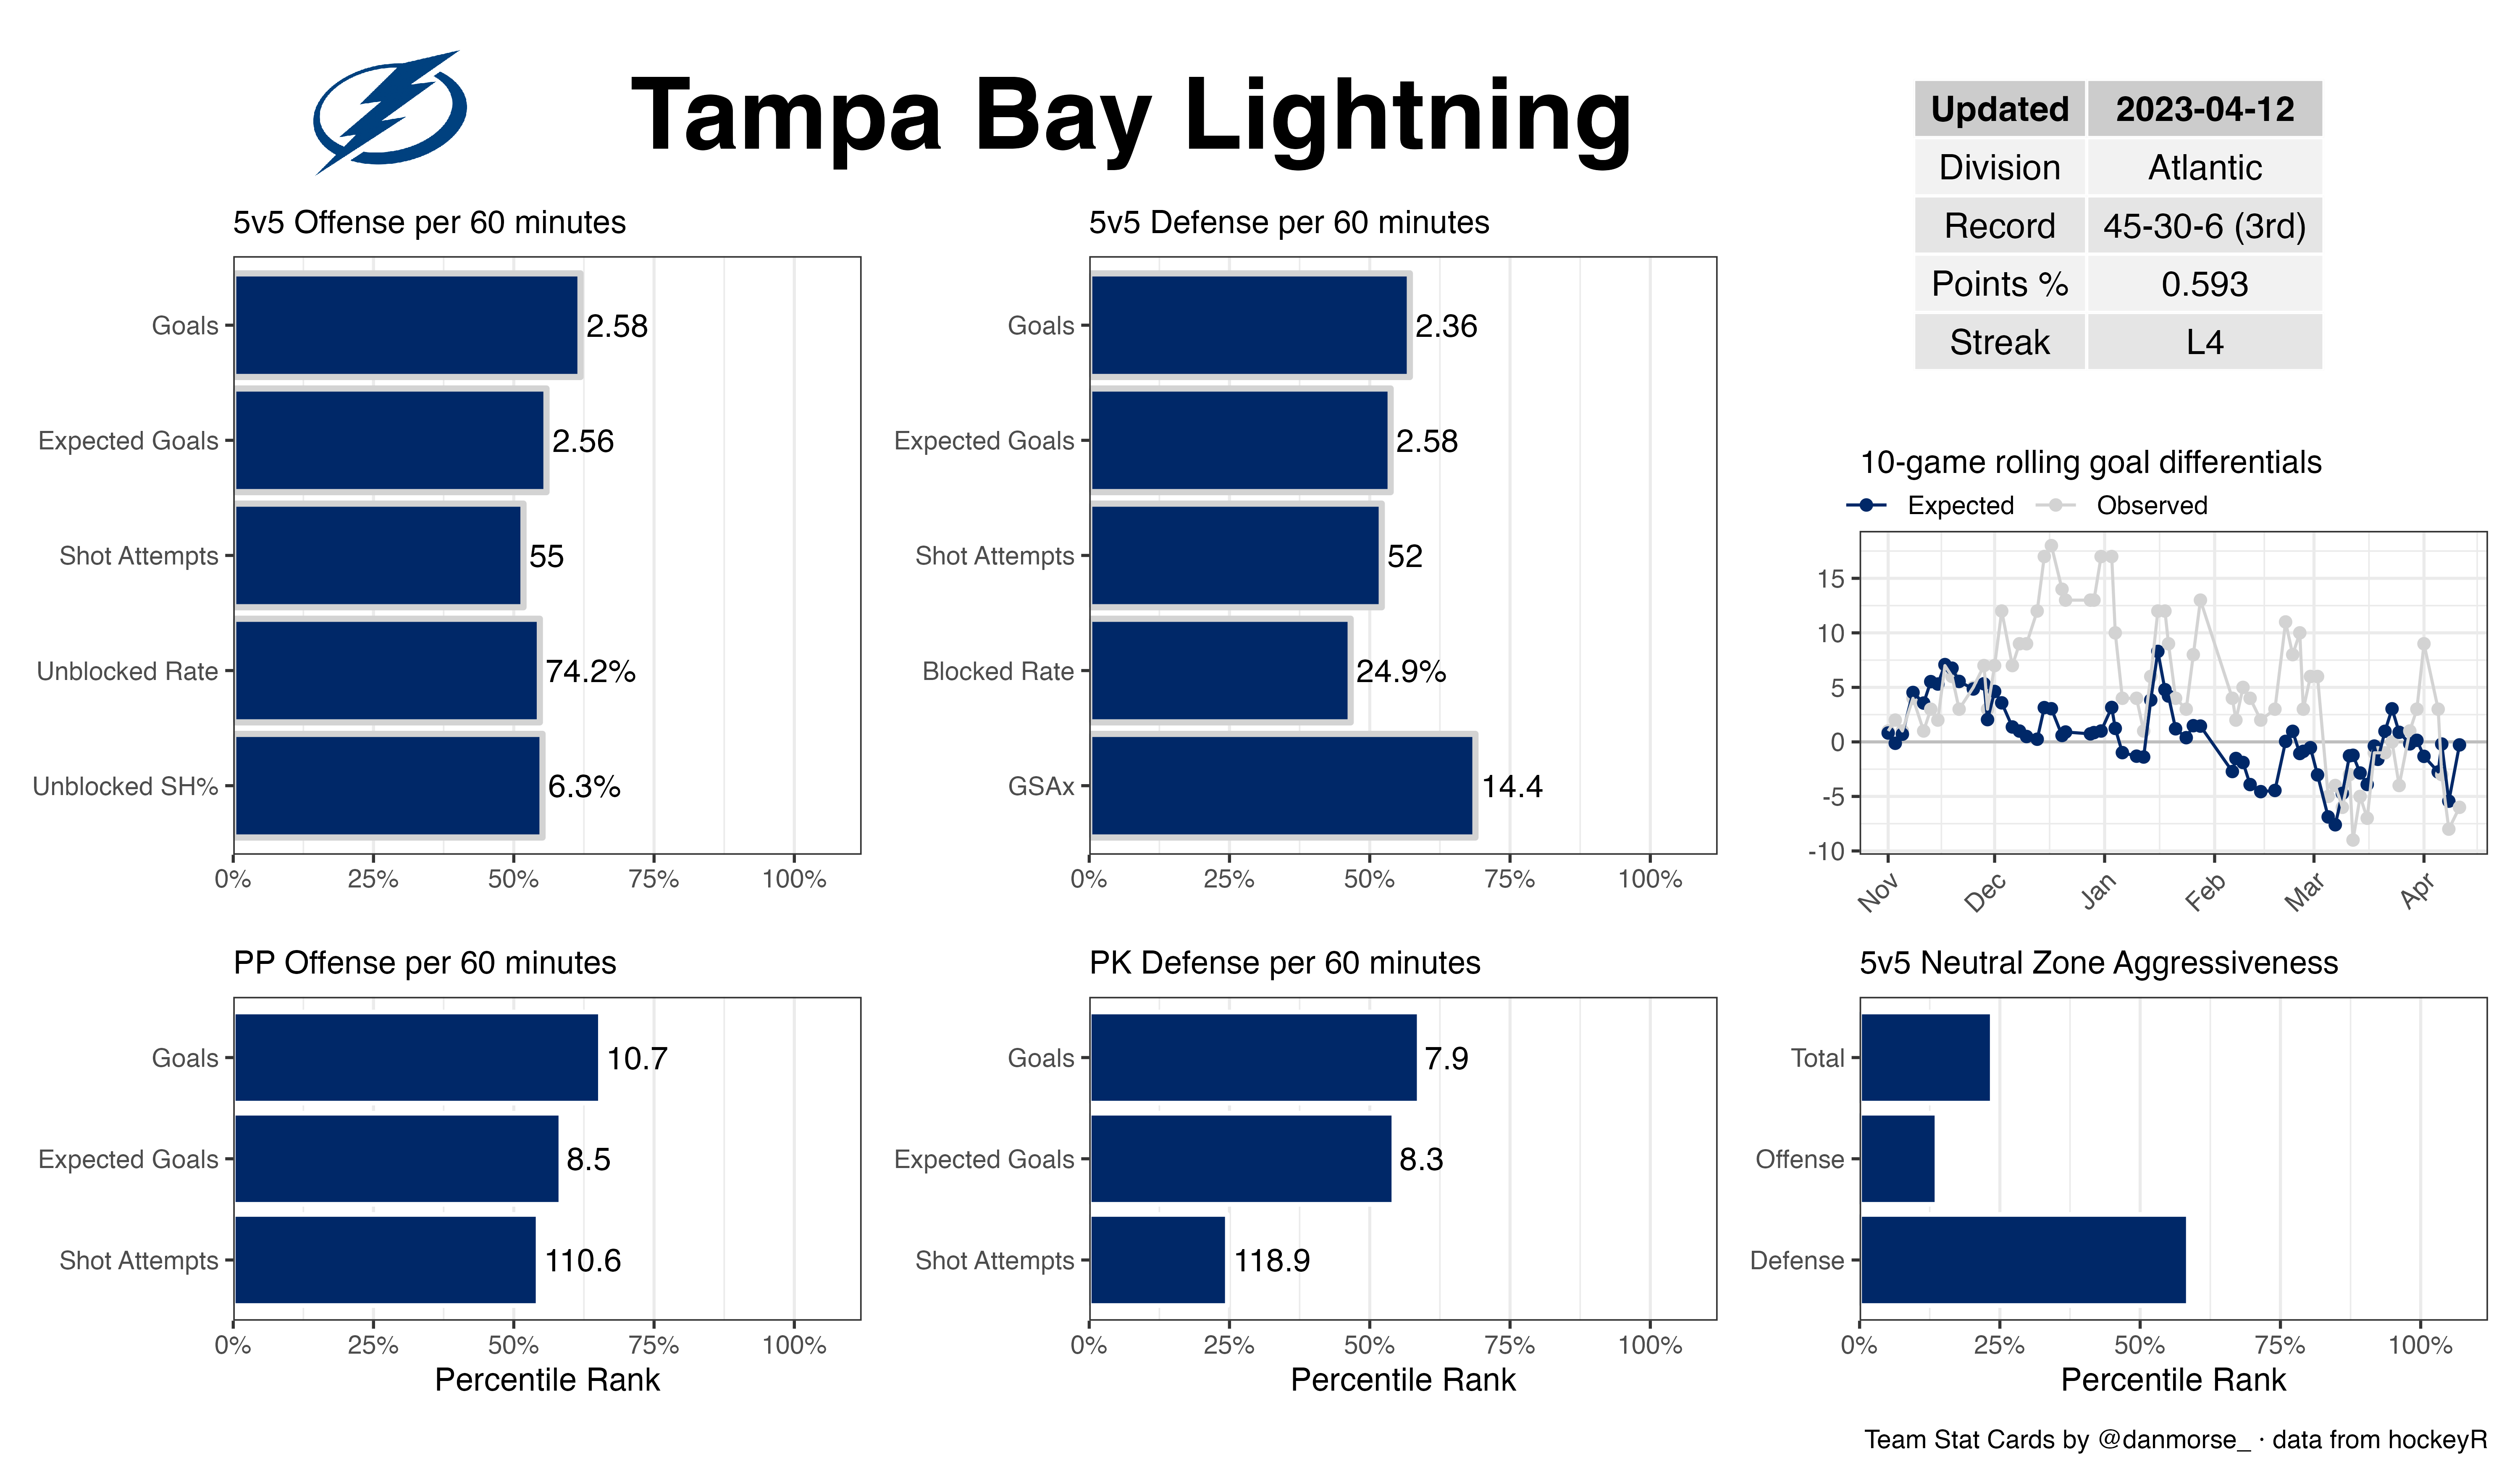 Tampa Bay Lightning
Updated 2023-04-12
Division Atlantic
Record 45-30-6 (3rd)
Points % 0.593
Streak L4
5v5 Offense per 60 minutes
Goals 2.58
Expected Goals 2.56
Shot Attempts 55
Unblocked Rate 74.2%
Unblocked SH% 6.3%
0% 25% 50% 75% 100%
5v5 Defense per 60 minutes
Goals 2.36
Expected Goals 2.58
Shot Attempts 52
Blocked Rate 24.9%
GSAx 14.4
0% 25% 50% 75% 100%
10-game rolling goal differentials
Expected Observed
15
10
5
0
-5
-10
Nov Dec Jan Feb Mar Apr
PP Offense per 60 minutes
Goals 10.7
Expected Goals 8.5
Shot Attempts 110.6
0% 25% 50% 75% 100%
Percentile Rank
PK Defense per 60 minutes
Goals 7.9
Expected Goals 8.3
Shot Attempts 118.9
0% 25% 50% 75% 100%
Percentile Rank
5v5 Neutral Zone Aggressiveness
Total
Offense
Defense
0% 25% 50% 75% 100%
Percentile Rank
Team Stat Cards by @danmorse_ · data from hockeyR